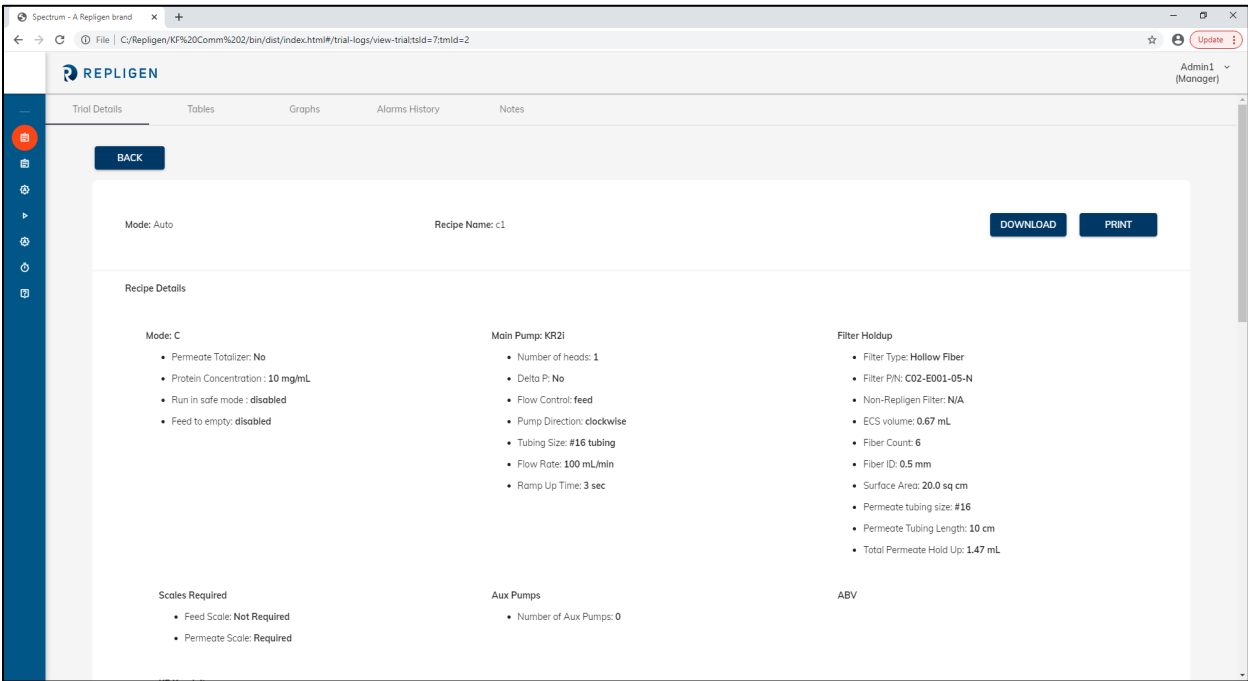 Spectrum - A Repligen brand
File | C:/Repligen/KF%20Comm%202/bin/dist/index.html#/trial-logs/view-trial;tsId=7;tmId=2
Update
REPLIGEN
Admin1
(Manager)
Trial Details Tables Graphs Alarms History Notes
BACK
Mode: Auto
Recipe Name: c1
DOWNLOAD
PRINT
Recipe Details
Mode: C
• Permeate Totalizer: No
• Protein Concentration : 10 mg/mL
• Run in safe mode : disabled
• Feed to empty: disabled
Main Pump: KR2i
• Number of heads: 1
• Delta P: No
• Flow Control: feed
• Pump Direction: clockwise
• Tubing Size: #16 tubing
• Flow Rate: 100 mL/min
• Ramp Up Time: 3 sec
Filter Holdup
• Filter Type: Hollow Fiber
• Filter P/N: C02-E001-05-N
• Non-Repligen Filter: N/A
• ECS volume: 0.67 mL
• Fiber Count: 6
• Fiber ID: 0.5 mm
• Surface Area: 20.0 sq cm
• Permeate tubing size: #16
• Permeate Tubing Length: 10 cm
• Total Permeate Hold Up: 1.47 mL
Scales Required
• Feed Scale: Not Required
• Permeate Scale: Required
Aux Pumps
• Number of Aux Pumps: 0
ABV